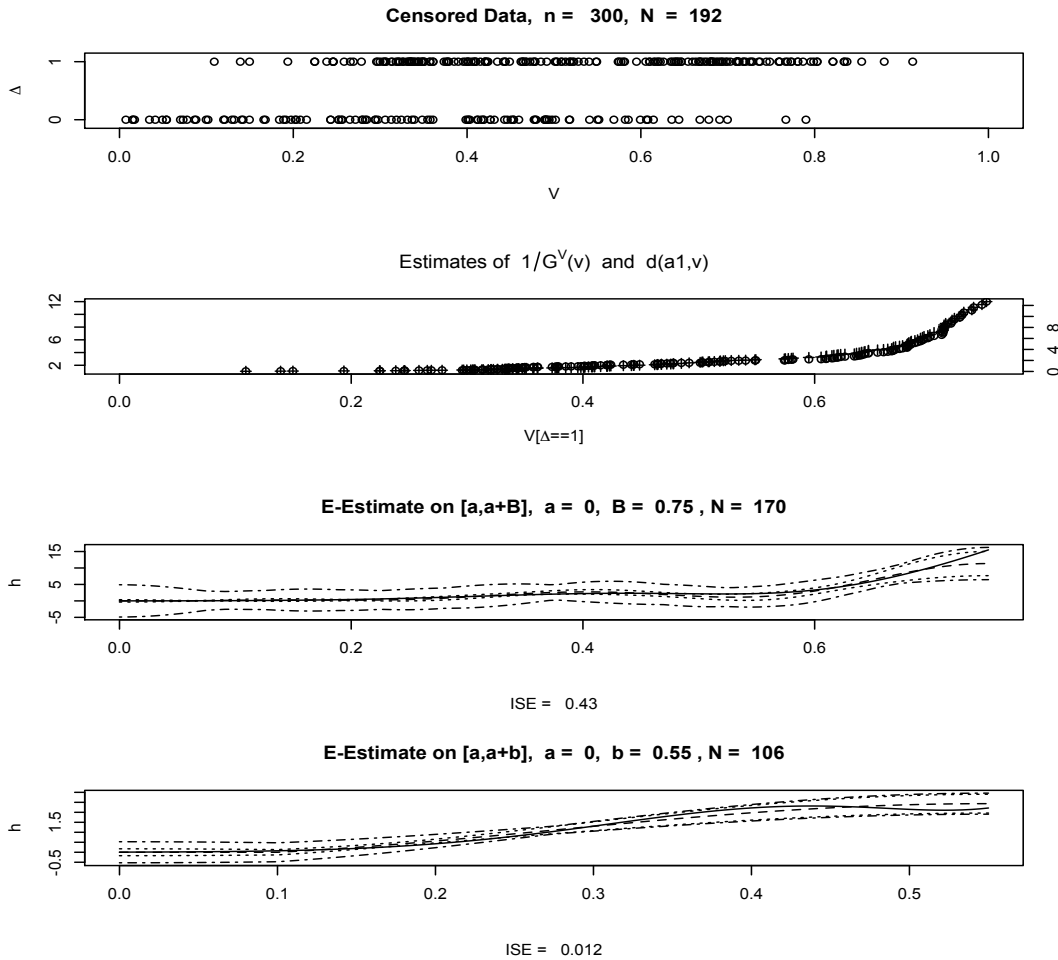 Censored Data, n = 300, N = 192
Δ
1
0
0.0 0.2 0.4 0.6 0.8 1.0
V
Estimates of 1/G^V(v) and d(a1,v)
12
6
2
8
4
0
0.0 0.2 0.4 0.6
V[Δ==1]
E-Estimate on [a,a+B], a = 0, B = 0.75 , N = 170
h
15
5
-5
0.0 0.2 0.4 0.6
ISE = 0.43
E-Estimate on [a,a+b], a = 0, b = 0.55 , N = 106
h
1.5
-0.5
0.0 0.1 0.2 0.3 0.4 0.5
ISE = 0.012